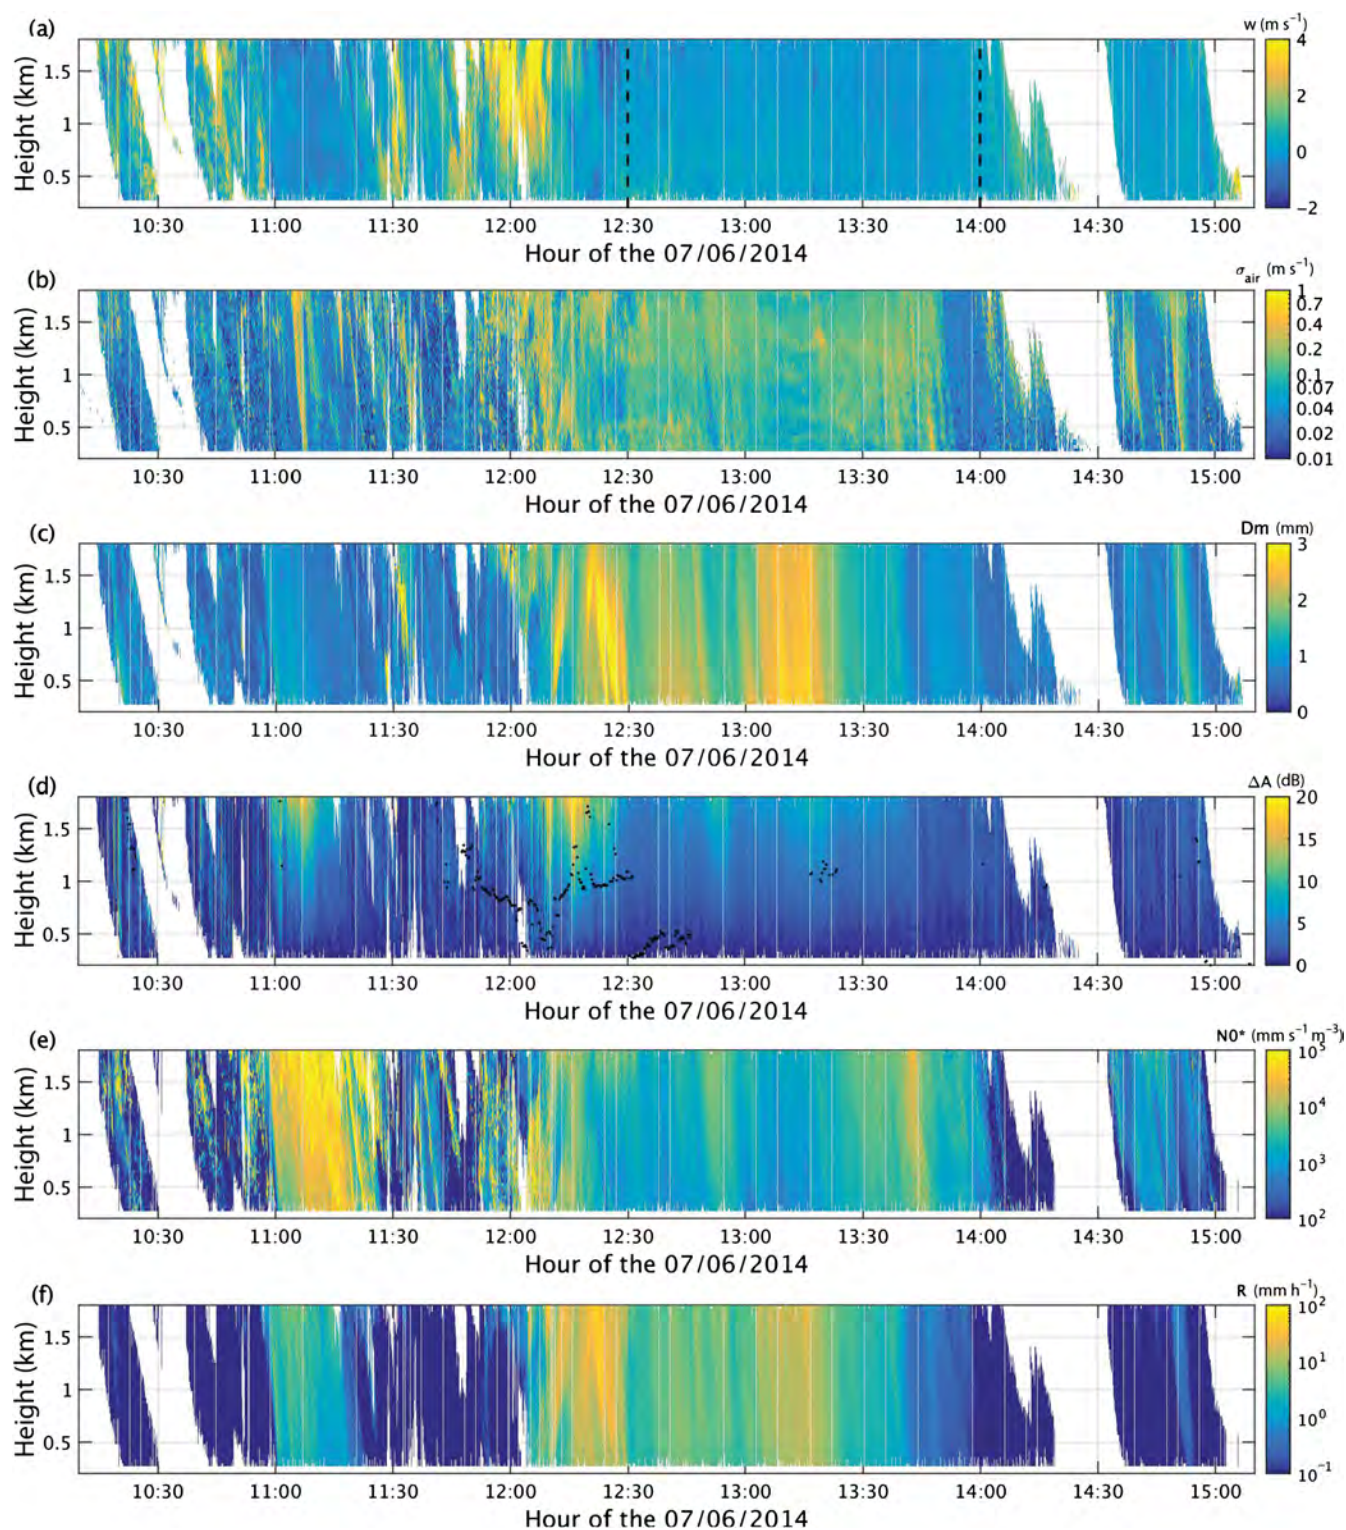 (a) w (m s⁻¹)
4
1.5
2
1
0
0.5
−2
Height (km)
10:30 11:00 11:30 12:00 12:30 13:00 13:30 14:00 14:30 15:00
Hour of the 07/06/2014
(b) σair (m s⁻¹)
1
0.7
1.5
0.4
0.2
1
0.1
0.07
0.04
0.5
0.02
0.01
Height (km)
10:30 11:00 11:30 12:00 12:30 13:00 13:30 14:00 14:30 15:00
Hour of the 07/06/2014
(c) Dm (mm)
3
1.5
2
1
1
0.5
0
Height (km)
10:30 11:00 11:30 12:00 12:30 13:00 13:30 14:00 14:30 15:00
Hour of the 07/06/2014
(d) ΔA (dB)
20
1.5
15
1
10
5
0.5
0
Height (km)
10:30 11:00 11:30 12:00 12:30 13:00 13:30 14:00 14:30 15:00
Hour of the 07/06/2014
(e) N0* (mm s⁻¹ m⁻³)
10⁵
1.5
10⁴
1
10³
0.5
10²
Height (km)
10:30 11:00 11:30 12:00 12:30 13:00 13:30 14:00 14:30 15:00
Hour of the 07/06/2014
(f) R (mm h⁻¹)
10²
1.5
10¹
1
10⁰
0.5
10⁻¹
Height (km)
10:30 11:00 11:30 12:00 12:30 13:00 13:30 14:00 14:30 15:00
Hour of the 07/06/2014